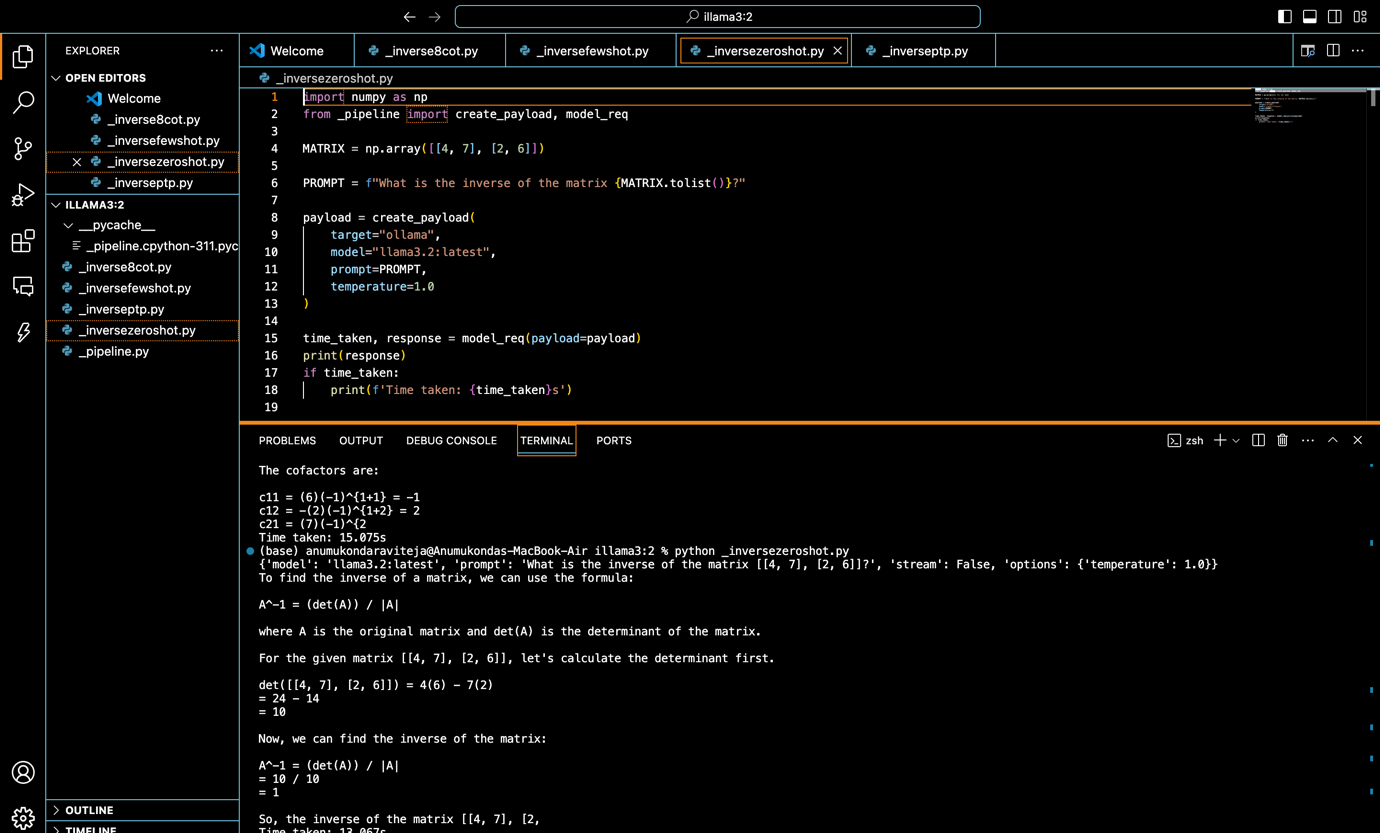 illama3:2
EXPLORER
OPEN EDITORS
Welcome
_inverse8cot.py
_inversefewshot.py
_inversezeroshot.py
_inverseptp.py
ILLAMA3:2
__pycache__
_pipeline.cpython-311.pyc
_inverse8cot.py
_inversefewshot.py
_inverseptp.py
_inversezeroshot.py
_pipeline.py
OUTLINE
TIMELINE
Welcome
_inverse8cot.py
_inversefewshot.py
_inversezeroshot.py
_inverseptp.py
_inversezeroshot.py
1 import numpy as np
2 from _pipeline import create_payload, model_req
3
4 MATRIX = np.array([[4, 7], [2, 6]])
5
6 PROMPT = f"What is the inverse of the matrix {MATRIX.tolist()}?"
7
8 payload = create_payload(
9 target="ollama",
10 model="llama3.2:latest",
11 prompt=PROMPT,
12 temperature=1.0
13 )
14
15 time_taken, response = model_req(payload=payload)
16 print(response)
17 if time_taken:
18 print(f'Time taken: {time_taken}s')
19
PROBLEMS OUTPUT DEBUG CONSOLE TERMINAL PORTS
zsh
The cofactors are:
c11 = (6)(-1)^{1+1} = -1
c12 = -(2)(-1)^{1+2} = 2
c21 = (7)(-1)^{2
Time taken: 15.075s
(base) anumukondaraviteja@Anumukondas-MacBook-Air illama3:2 % python _inversezeroshot.py
{'model': 'llama3.2:latest', 'prompt': 'What is the inverse of the matrix [[4, 7], [2, 6]]?', 'stream': False, 'options': {'temperature': 1.0}}
To find the inverse of a matrix, we can use the formula:
A^-1 = (det(A)) / |A|
where A is the original matrix and det(A) is the determinant of the matrix.
For the given matrix [[4, 7], [2, 6]], let's calculate the determinant first.
det([[4, 7], [2, 6]]) = 4(6) - 7(2)
= 24 - 14
= 10
Now, we can find the inverse of the matrix:
A^-1 = (det(A)) / |A|
= 10 / 10
= 1
So, the inverse of the matrix [[4, 7], [2,
Time taken: 13.067s